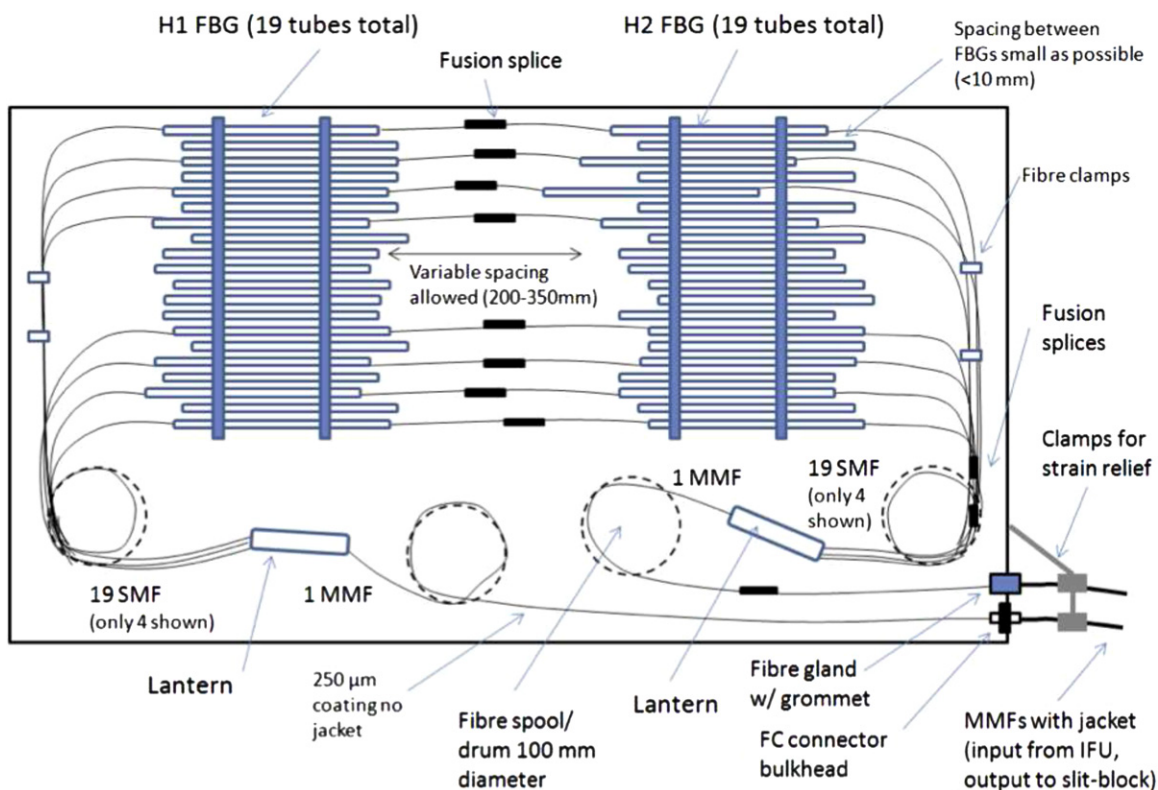 H1 FBG (19 tubes total)
H2 FBG (19 tubes total)
Spacing between
FBGs small as possible
(<10 mm)
Fusion splice
Fibre clamps
Variable spacing
allowed (200-350mm)
Fusion
splices
Clamps for
strain relief
1 MMF
19 SMF
(only 4
shown)
19 SMF
(only 4 shown)
1 MMF
Lantern
250 µm
coating no
jacket
Fibre spool/
drum 100 mm
diameter
Lantern
Fibre gland
w/ grommet
FC connector
bulkhead
MMFs with jacket
(input from IFU,
output to slit-block)